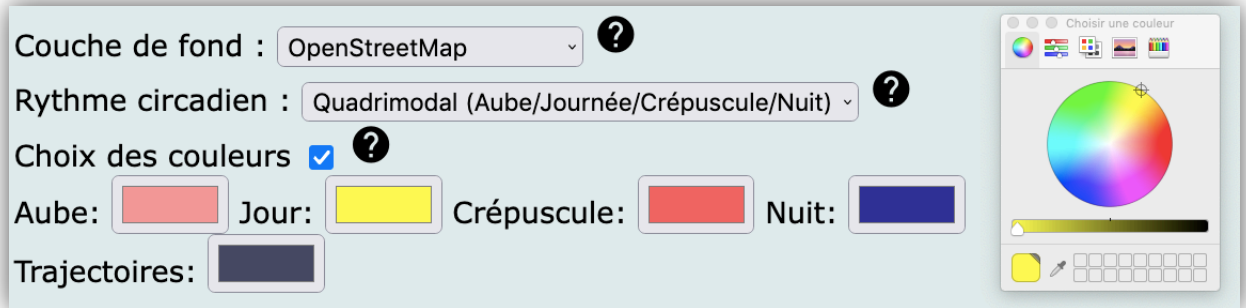 Couche de fond : OpenStreetMap ?
Rythme circadien : Quadrimodal (Aube/Journée/Crépuscule/Nuit) ?
Choix des couleurs ?
Aube: Jour: Crépuscule: Nuit:
Trajectoires:
Choisir une couleur